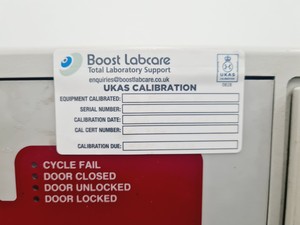 Boost Labcare
Total Laboratory Support
enquiries@boostlabcare.co.uk
UKAS
CALIBRATION
UKAS CALIBRATION
EQUIPMENT CALIBRATED:
SERIAL NUMBER:
CALIBRATION DATE:
CAL CERT NUMBER:
CALIBRATION DUE:
CYCLE FAIL
DOOR CLOSED
DOOR UNLOCKED
DOOR LOCKED